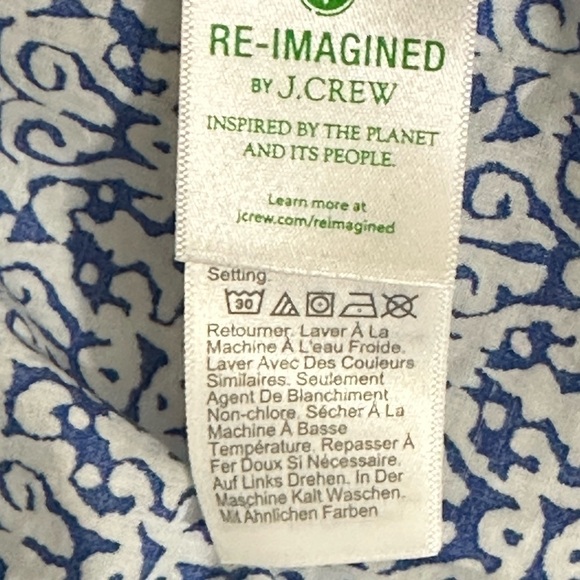 RE-IMAGINED
BY J.CREW
INSPIRED BY THE PLANET
AND ITS PEOPLE.
Learn more at
jcrew.com/reimagined
Setting.
30
Retourner. Laver À La
Machine À L'eau Froide.
Laver Avec Des Couleurs
Similaires. Seulement
Agent De Blanchiment
Non-chlore. Sécher À La
Machine À Basse
Température. Repasser À
Fer Doux Si Nécessaire.
Auf Links Drehen. In Der
Maschine Kalt Waschen.
Mit Ähnlichen Farben